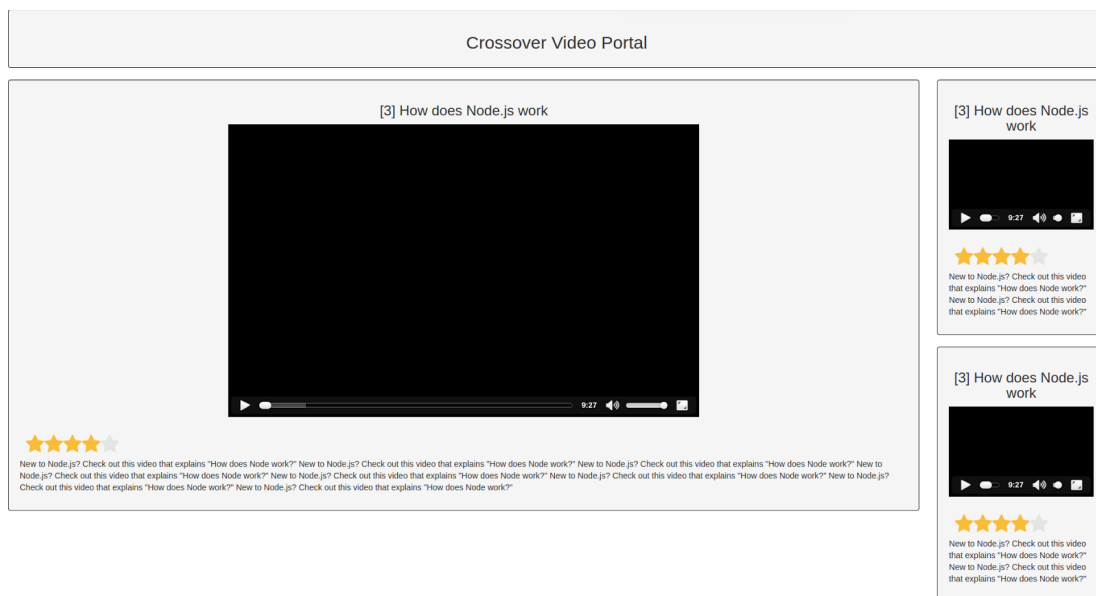 Crossover Video Portal
[3] How does Node.js work
9:27
New to Node.js? Check out this video that explains "How does Node work?" New to Node.js? Check out this video that explains "How does Node work?" New to Node.js? Check out this video that explains "How does Node work?" New to
Node.js? Check out this video that explains "How does Node work?" New to Node.js? Check out this video that explains "How does Node work?" New to Node.js? Check out this video that explains "How does Node work?" New to Node.js?
Check out this video that explains "How does Node work?" New to Node.js? Check out this video that explains "How does Node work?"
[3] How does Node.js
work
9:27
New to Node.js? Check out this video
that explains "How does Node work?"
New to Node.js? Check out this video
that explains "How does Node work?"
[3] How does Node.js
work
9:27
New to Node.js? Check out this video
that explains "How does Node work?"
New to Node.js? Check out this video
that explains "How does Node work?"